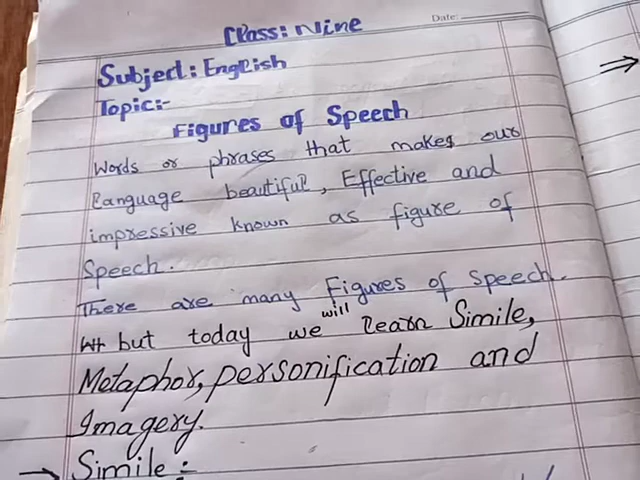 Class: Nine
Date:
Subject: English
Topic:-
Figures of Speech
Words or phrases that makes our
language beautiful, Effective and
impressive known as figure of
Speech.
There are many Figures of Speech.
but today we will learn Simile,
Metaphor, personification and
Imagery.
→ Simile: